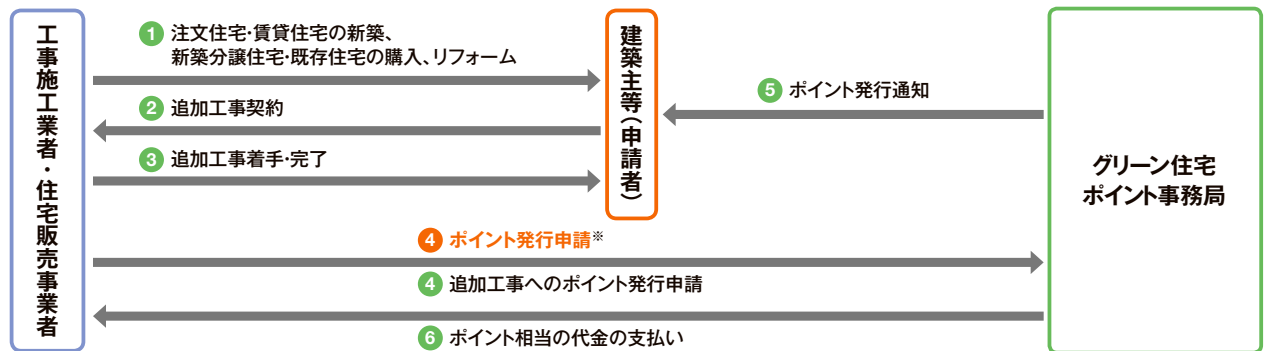 工事施工業者・住宅販売事業者
1 注文住宅・賃貸住宅の新築、
新築分譲住宅・既存住宅の購入、リフォーム
2 追加工事契約
3 追加工事着手・完了
建築主等(申請者)
5 ポイント発行通知
グリーン住宅
ポイント事務局
4 ポイント発行申請※
4 追加工事へのポイント発行申請
6 ポイント相当の代金の支払い